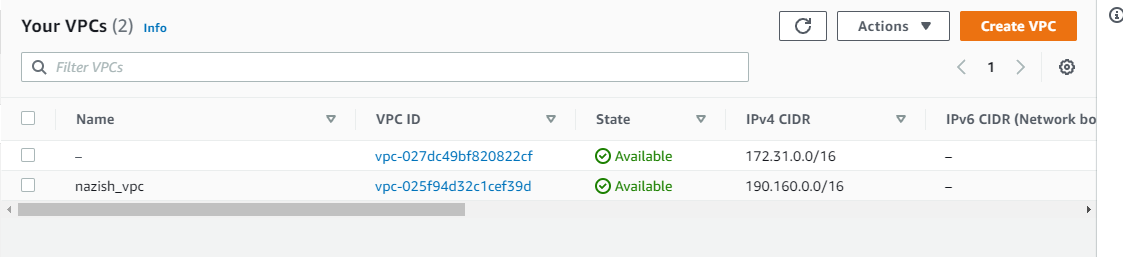 Your VPCs (2) Info
Actions
Create VPC
Filter VPCs
1
Name VPC ID State IPv4 CIDR IPv6 CIDR (Network bo
– vpc-027dc49bf820822cf Available 172.31.0.0/16 –
nazish_vpc vpc-025f94d32c1cef39d Available 190.160.0.0/16 –